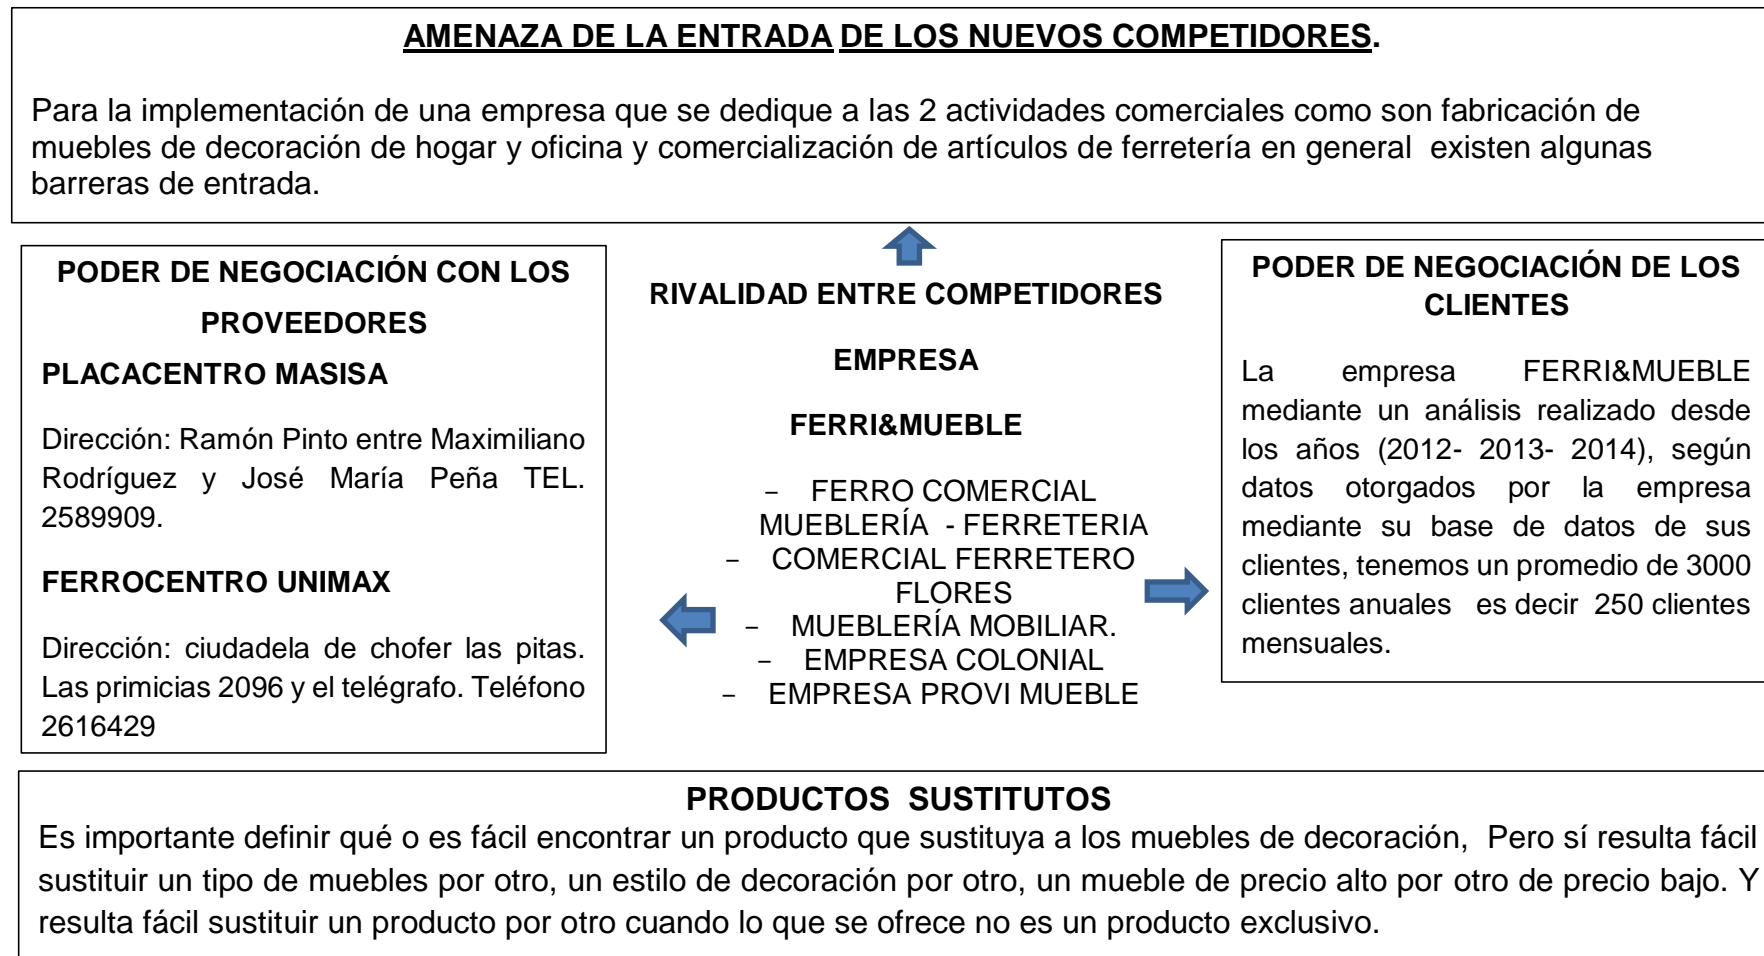 AMENAZA DE LA ENTRADA DE LOS NUEVOS COMPETIDORES.
Para la implementación de una empresa que se dedique a las 2 actividades comerciales como son fabricación de
muebles de decoración de hogar y oficina y comercialización de artículos de ferretería en general existen algunas
barreras de entrada.
PODER DE NEGOCIACIÓN CON LOS
PROVEEDORES
PLACACENTRO MASISA
Dirección: Ramón Pinto entre Maximiliano
Rodríguez y José María Peña TEL.
2589909.
FERROCENTRO UNIMAX
Dirección: ciudadela de chofer las pitas.
Las primicias 2096 y el telégrafo. Teléfono
2616429
RIVALIDAD ENTRE COMPETIDORES
EMPRESA
FERRI&MUEBLE
– FERRO COMERCIAL
MUEBLERÍA - FERRETERIA
– COMERCIAL FERRETERO
FLORES
– MUEBLERÍA MOBILIAR.
– EMPRESA COLONIAL
– EMPRESA PROVI MUEBLE
PODER DE NEGOCIACIÓN DE LOS
CLIENTES
La empresa FERRI&MUEBLE
mediante un análisis realizado desde
los años (2012- 2013- 2014), según
datos otorgados por la empresa
mediante su base de datos de sus
clientes, tenemos un promedio de 3000
clientes anuales es decir 250 clientes
mensuales.
PRODUCTOS SUSTITUTOS
Es importante definir qué o es fácil encontrar un producto que sustituya a los muebles de decoración, Pero sí resulta fácil
sustituir un tipo de muebles por otro, un estilo de decoración por otro, un mueble de precio alto por otro de precio bajo. Y
resulta fácil sustituir un producto por otro cuando lo que se ofrece no es un producto exclusivo.